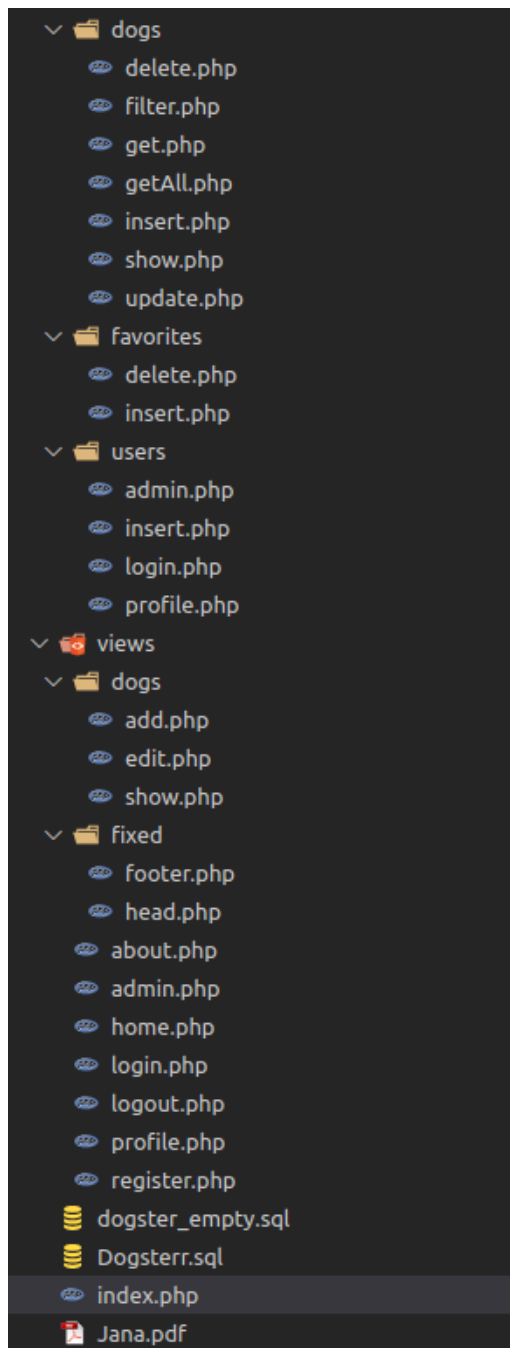 dogs
delete.php
filter.php
get.php
getAll.php
insert.php
show.php
update.php
favorites
delete.php
insert.php
users
admin.php
insert.php
login.php
profile.php
views
dogs
add.php
edit.php
show.php
fixed
footer.php
head.php
about.php
admin.php
home.php
login.php
logout.php
profile.php
register.php
dogster_empty.sql
Dogsterr.sql
index.php
Jana.pdf